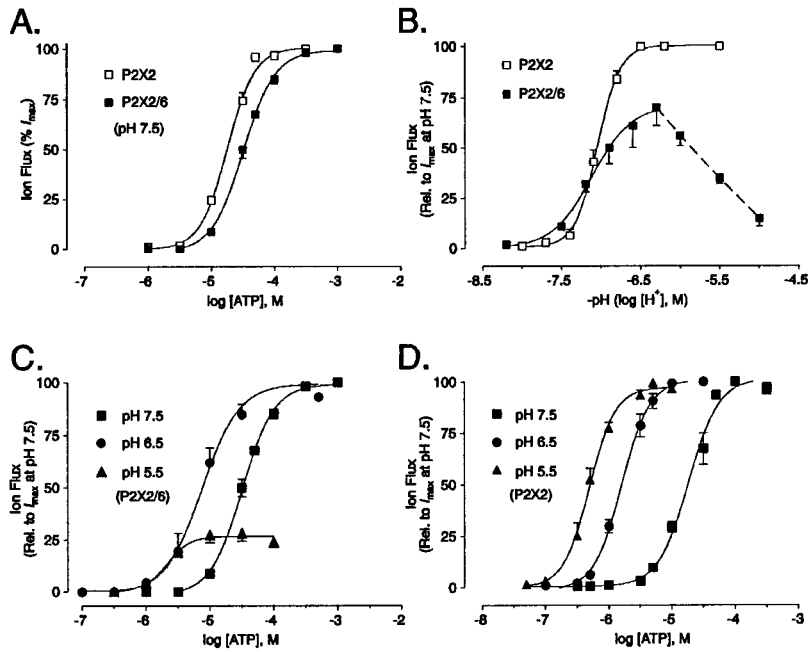 A.
Ion Flux (% Imax)
100
75
50
25
0
P2X2
P2X2/6
(pH 7.5)
-7
-6
-5
-4
-3
-2
log [ATP], M
B.
Ion Flux
(Rel. to Imax at pH 7.5)
100
75
50
25
0
P2X2
P2X2/6
-8.5
-7.5
-6.5
-5.5
-4.5
-pH (log [H+], M)
C.
Ion Flux
(Rel. to Imax at pH 7.5)
100
75
50
25
0
pH 7.5
pH 6.5
pH 5.5
(P2X2/6)
-7
-6
-5
-4
-3
-2
log [ATP], M
D.
Ion Flux
(Rel. to Imax at pH 7.5)
100
75
50
25
0
pH 7.5
pH 6.5
pH 5.5
(P2X2)
-8
-7
-6
-5
-4
-3
log [ATP], M